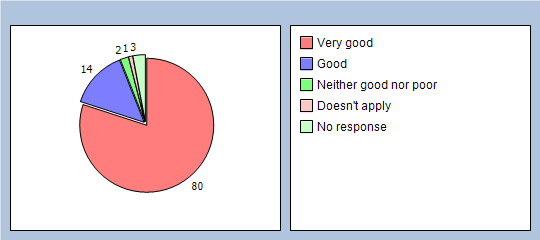 2 1 3
14
80
Very good
Good
Neither good nor poor
Doesn't apply
No response